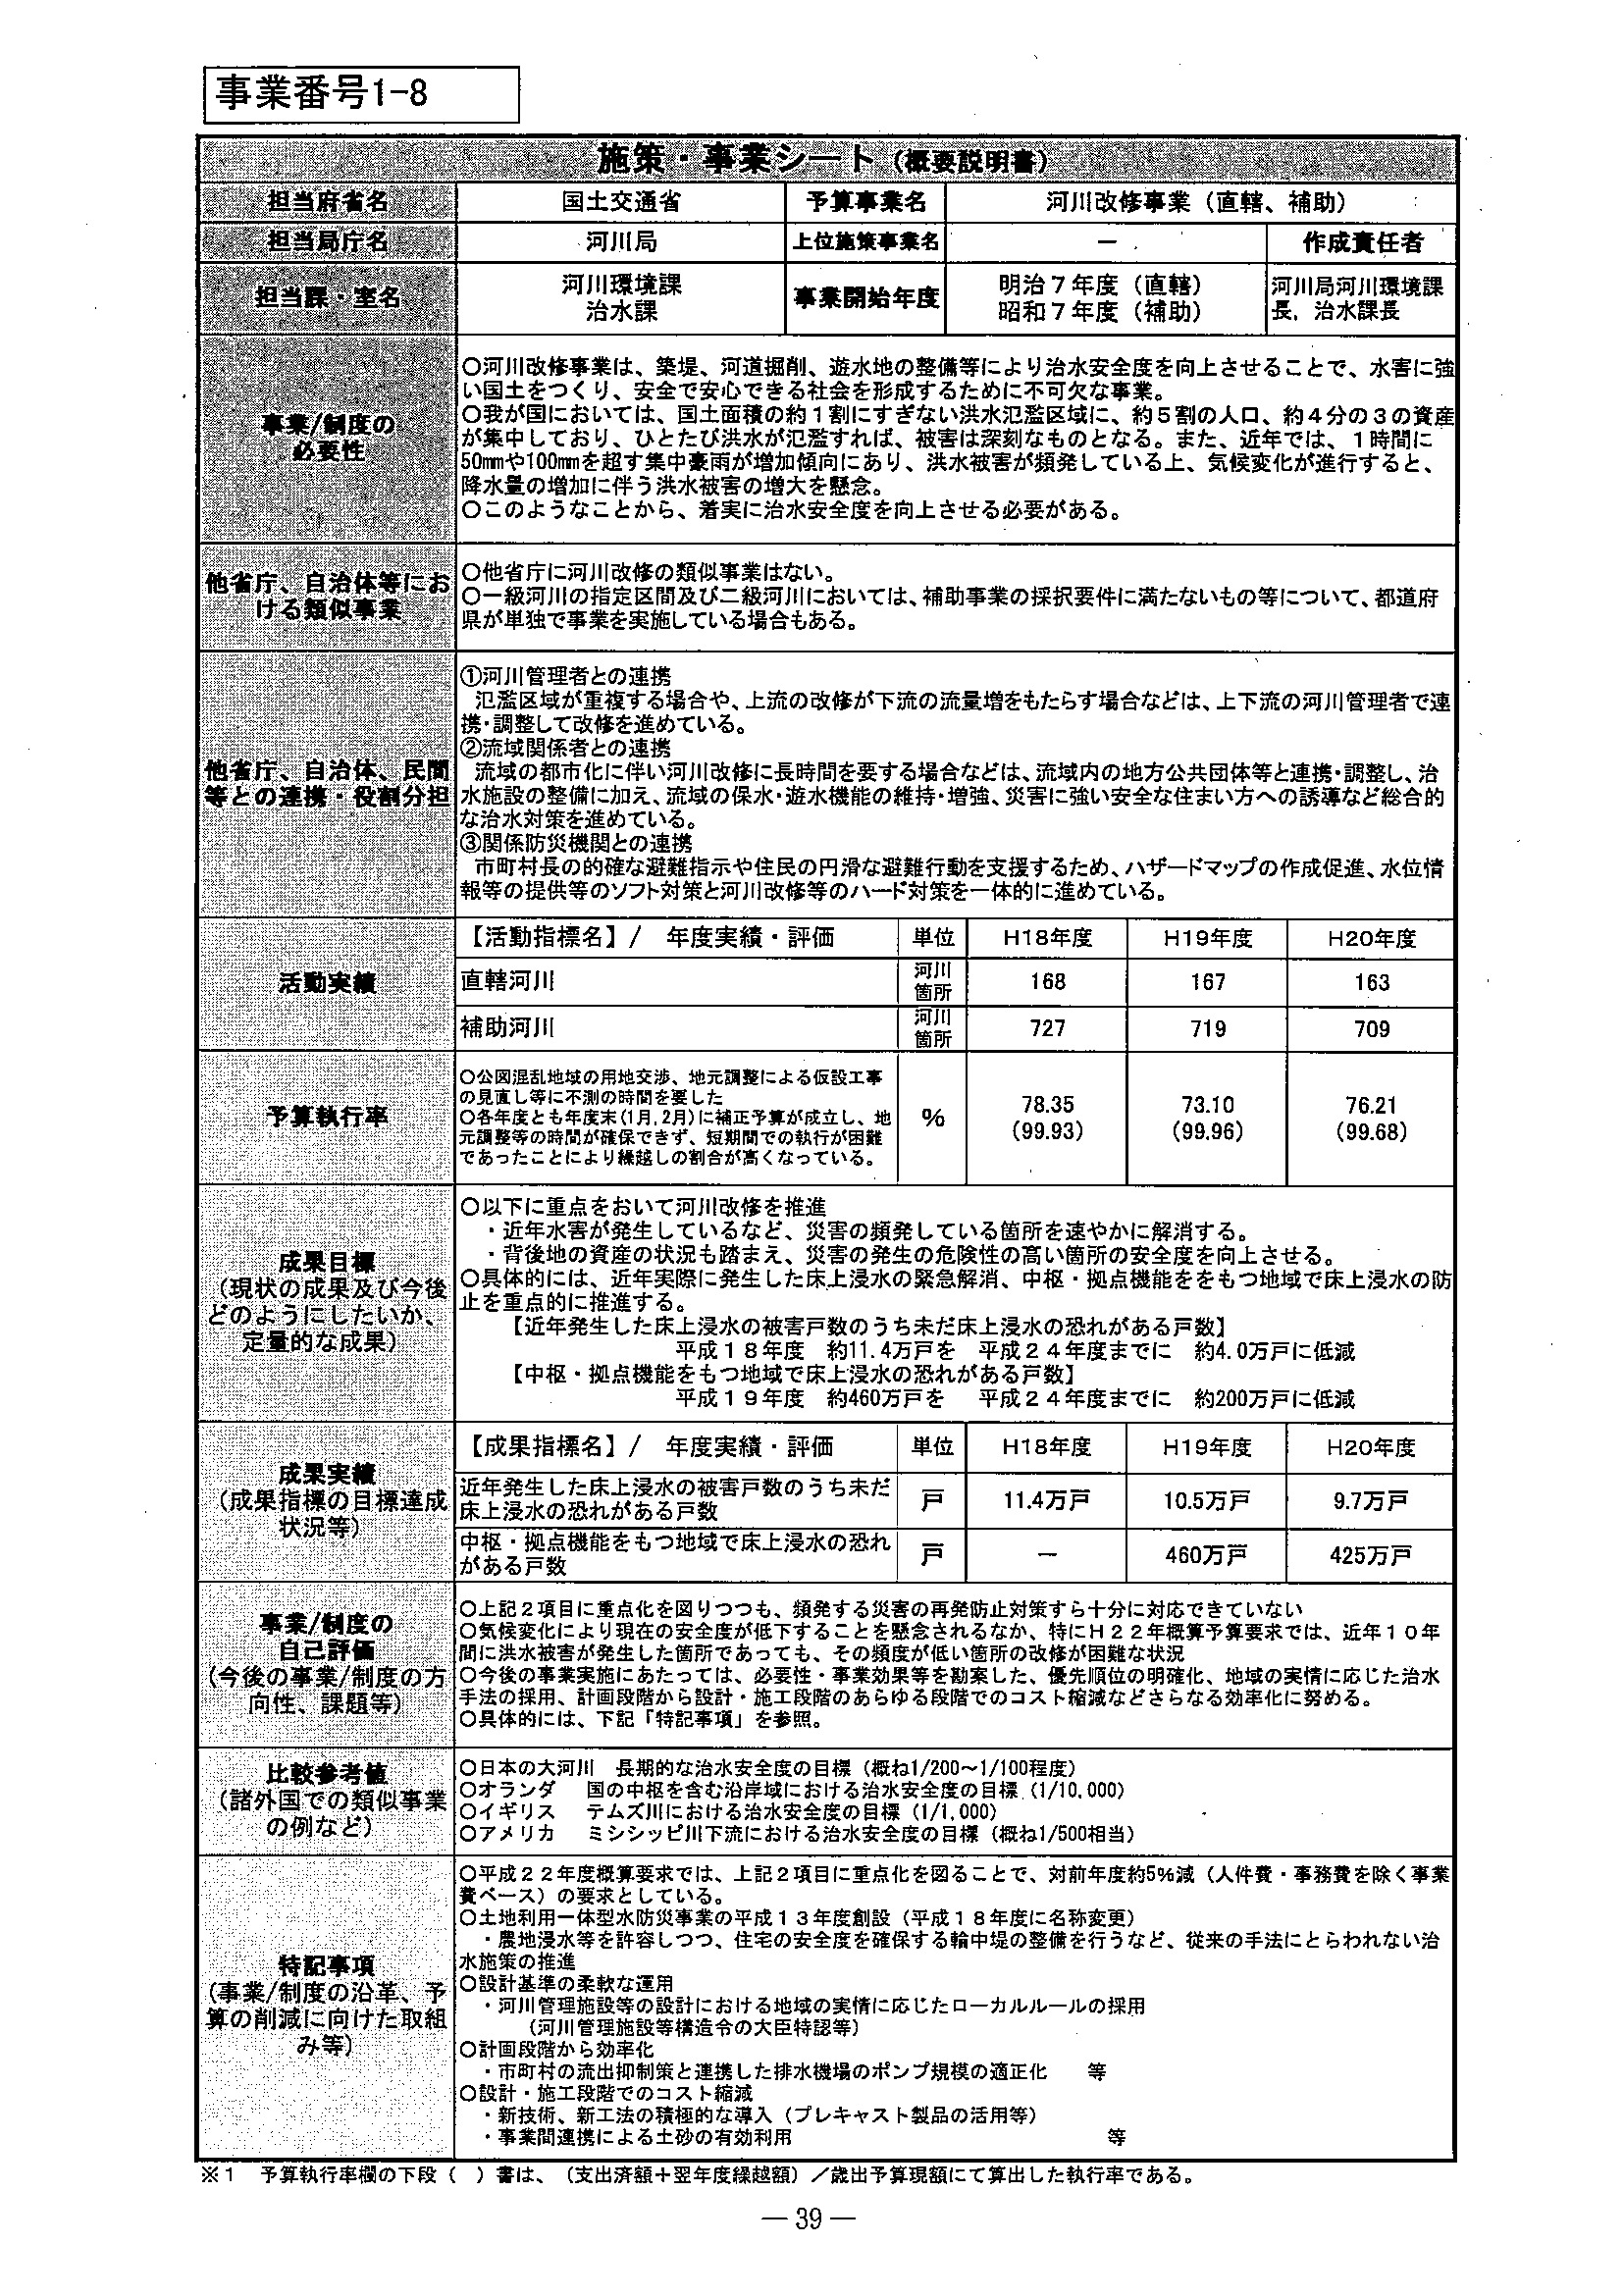 事業番号1-8
施策・事業シート（概要説明書）
担当府省名 国土交通省 予算事業名 河川改修事業（直轄、補助）
担当局庁名 河川局 上位施策事業名 ー 作成責任者
担当課・室名 河川環境課
治水課 事業開始年度 明治７年度（直轄）
昭和７年度（補助） 河川局河川環境課
長，治水課長
事業/制度の
必要性
○河川改修事業は、築堤、河道掘削、遊水地の整備等により治水安全度を向上させることで、水害に強
い国土をつくり、安全で安心できる社会を形成するために不可欠な事業。
○我が国においては、国土面積の約１割にすぎない洪水氾濫区域に、約５割の人口、約４分の３の資産
が集中しており、ひとたび洪水が氾濫すれば、被害は深刻なものとなる。また、近年では、１時間に
50㎜や100㎜を超す集中豪雨が増加傾向にあり、洪水被害が頻発している上、気候変化が進行すると、
降水量の増加に伴う洪水被害の増大を懸念。
○このようなことから、着実に治水安全度を向上させる必要がある。
他省庁、自治体等にお
ける類似事業
○他省庁に河川改修の類似事業はない。
○一級河川の指定区間及び二級河川においては、補助事業の採択要件に満たないもの等について、都道府
県が単独で事業を実施している場合もある。
他省庁、自治体、民間
等との連携・役割分担
①河川管理者との連携
氾濫区域が重複する場合や、上流の改修が下流の流量増をもたらす場合などは、上下流の河川管理者で連
携・調整して改修を進めている。
②流域関係者との連携
流域の都市化に伴い河川改修に長時間を要する場合などは、流域内の地方公共団体等と連携・調整し、治
水施設の整備に加え、流域の保水・遊水機能の維持・増強、災害に強い安全な住まい方への誘導など総合的
な治水対策を進めている。
③関係防災機関との連携
市町村長の的確な避難指示や住民の円滑な避難行動を支援するため、ハザードマップの作成促進、水位情
報等の提供等のソフト対策と河川改修等のハード対策を一体的に進めている。
活動実績
【活動指標名】/　年度実績・評価 単位 H18年度 H19年度 H20年度
直轄河川 河川
箇所 168 167 163
補助河川 河川
箇所 727 719 709
予算執行率
○公図混乱地域の用地交渉、地元調整による仮設工事
の見直し等に不測の時間を要した
○各年度とも年度末(1月,2月)に補正予算が成立し、地
元調整等の時間が確保できず、短期間での執行が困難
であったことにより繰越しの割合が高くなっている。
% 78.35 73.10 76.21
(99.93) (99.96) (99.68)
成果目標
（現状の成果及び今後
どのようにしたいか、
定量的な成果）
○以下に重点をおいて河川改修を推進
・近年水害が発生しているなど、災害の頻発している箇所を速やかに解消する。
・背後地の資産の状況も踏まえ、災害の発生の危険性の高い箇所の安全度を向上させる。
○具体的には、近年実際に発生した床上浸水の緊急解消、中枢・拠点機能ををもつ地域で床上浸水の防
止を重点的に推進する。
【近年発生した床上浸水の被害戸数のうち未だ床上浸水の恐れがある戸数】
平成１８年度　約11.4万戸を　平成２４年度までに　約4.0万戸に低減
【中枢・拠点機能をもつ地域で床上浸水の恐れがある戸数】
平成１９年度　約460万戸を　平成２４年度までに　約200万戸に低減
成果実績
（成果指標の目標達成
状況等）
【成果指標名】/　年度実績・評価 単位 H18年度 H19年度 H20年度
近年発生した床上浸水の被害戸数のうち未だ
床上浸水の恐れがある戸数 戸 11.4万戸 10.5万戸 9.7万戸
中枢・拠点機能をもつ地域で床上浸水の恐れ
がある戸数 戸 ー 460万戸 425万戸
事業/制度の
自己評価
（今後の事業/制度の方
向性、課題等）
○上記２項目に重点化を図りつつも、頻発する災害の再発防止対策すら十分に対応できていない
○気候変化により現在の安全度が低下することを懸念されるなか、特にＨ２２年概算予算要求では、近年１０年
間に洪水被害が発生した箇所であっても、その頻度が低い箇所の改修が困難な状況
○今後の事業実施にあたっては、必要性・事業効果等を勘案した、優先順位の明確化、地域の実情に応じた治水
手法の採用、計画段階から設計・施工段階のあらゆる段階でのコスト縮減などさらなる効率化に努める。
○具体的には、下記「特記事項」を参照。
比較参考値
（諸外国での類似事業
の例など）
○日本の大河川　長期的な治水安全度の目標（概ね1/200～1/100程度）
○オランダ　国の中枢を含む沿岸域における治水安全度の目標（1/10,000）
○イギリス　テムズ川における治水安全度の目標（1/1,000）
○アメリカ　ミシシッピ川下流における治水安全度の目標（概ね1/500相当）
特記事項
（事業/制度の沿革、予
算の削減に向けた取組
み等）
○平成２２年度概算要求では、上記２項目に重点化を図ることで、対前年度約5%減（人件費・事務費を除く事業
費ベース）の要求としている。
○土地利用一体型水防災事業の平成１３年度創設（平成１８年度に名称変更）
・農地浸水等を許容しつつ、住宅の安全度を確保する輪中堤の整備を行うなど、従来の手法にとらわれない治
水施策の推進
○設計基準の柔軟な運用
・河川管理施設等の設計における地域の実情に応じたローカルルールの採用
（河川管理施設等構造令の大臣特認等）
○計画段階から効率化
・市町村の流出抑制策と連携した排水機場のポンプ規模の適正化　等
○設計・施工段階でのコスト縮減
・新技術、新工法の積極的な導入（プレキャスト製品の活用等）
・事業間連携による土砂の有効利用　等
※１　予算執行率欄の下段（　）書は、（支出済額＋翌年度繰越額）／歳出予算現額にて算出した執行率である。
― 39 ―